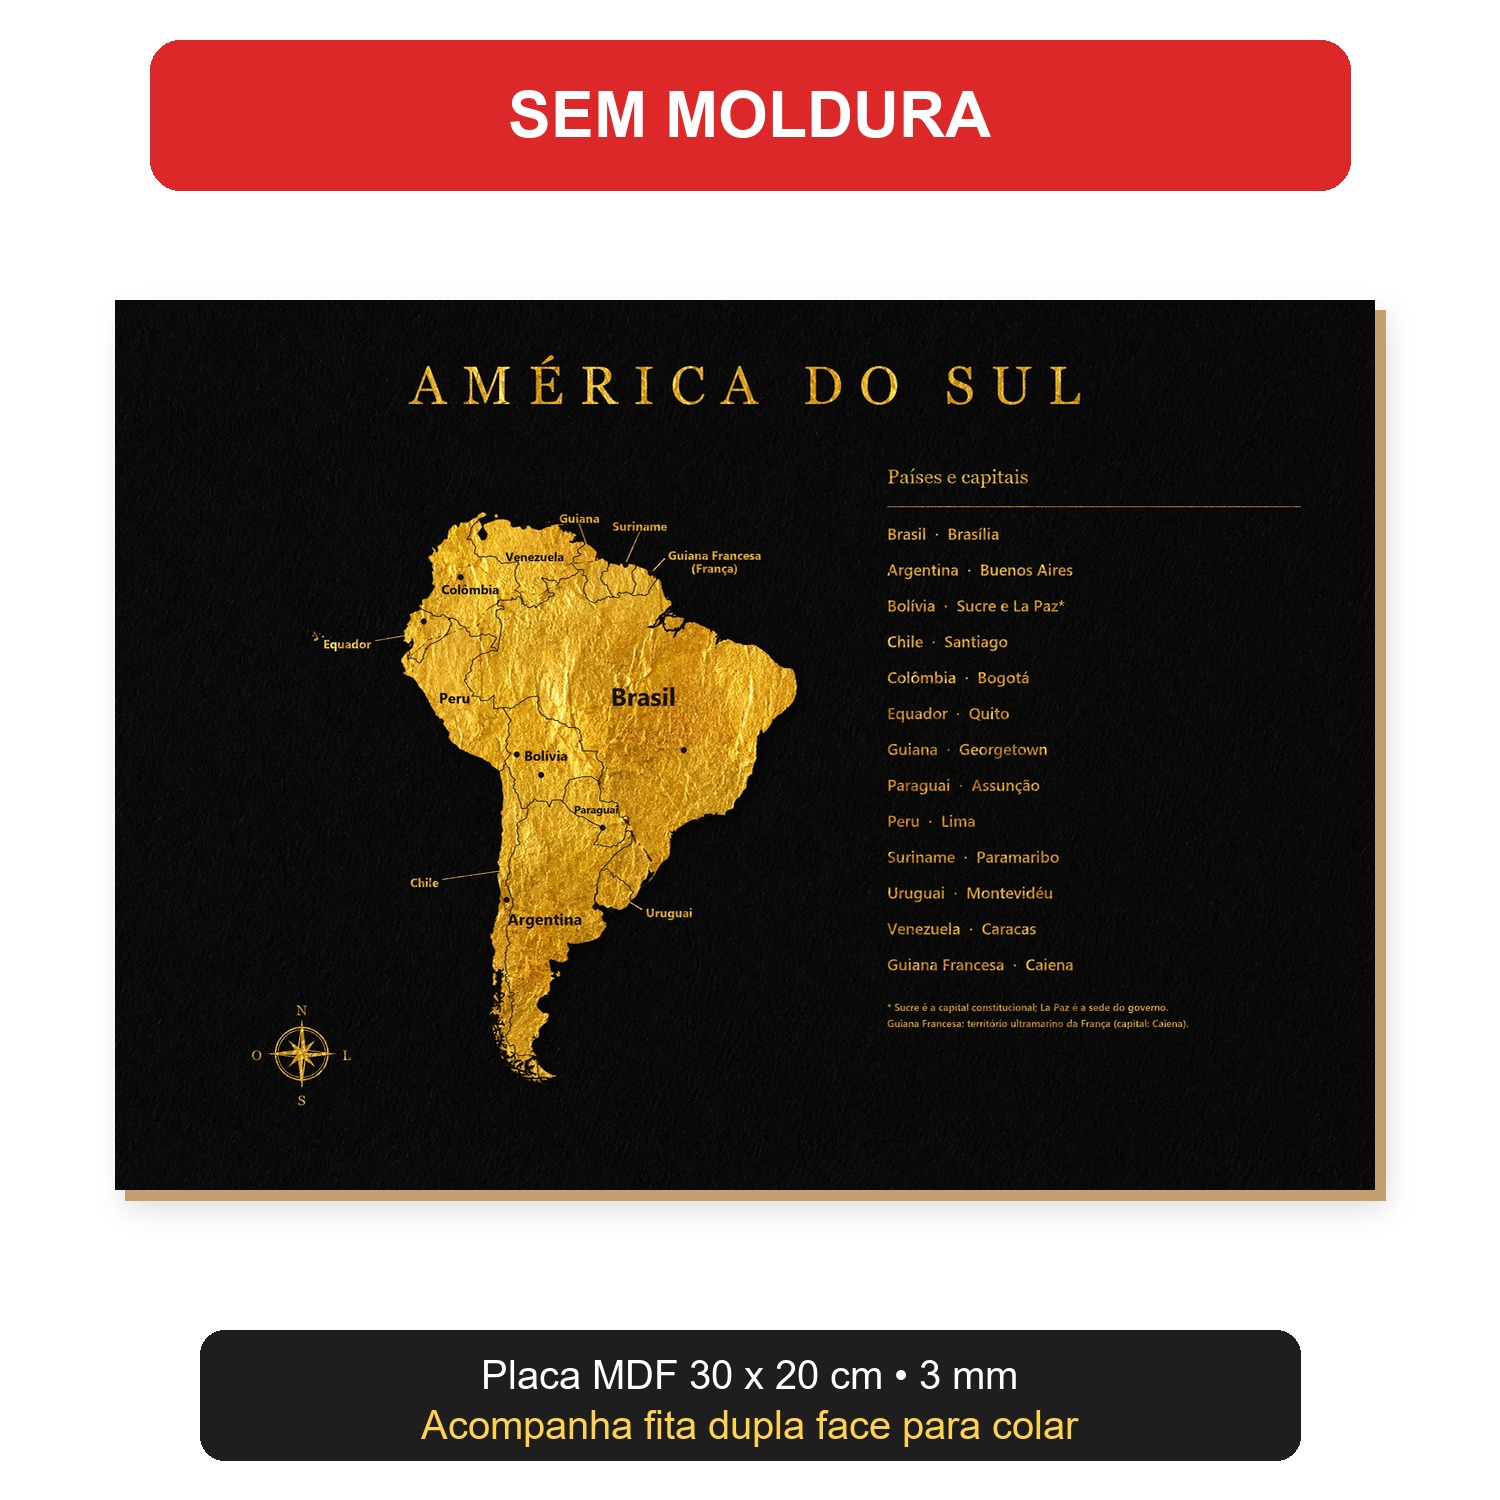 SEM MOLDURA
AMÉRICA DO SUL
Países e capitais
Brasil · Brasília
Argentina · Buenos Aires
Bolívia · Sucre e La Paz*
Chile · Santiago
Colômbia · Bogotá
Equador · Quito
Guiana · Georgetown
Paraguai · Assunção
Peru · Lima
Suriname · Paramaribo
Uruguai · Montevidéu
Venezuela · Caracas
Guiana Francesa · Caiena
* Sucre é a capital constitucional; La Paz é a sede do governo.
Guiana Francesa: território ultramarino da França (capital: Caiena).
Guiana
Suriname
Venezuela
Guiana Francesa
(França)
Colômbia
Equador
Peru
Brasil
Bolívia
Paraguai
Chile
Argentina
Uruguai
N
O L
S
Placa MDF 30 x 20 cm • 3 mm
Acompanha fita dupla face para colar